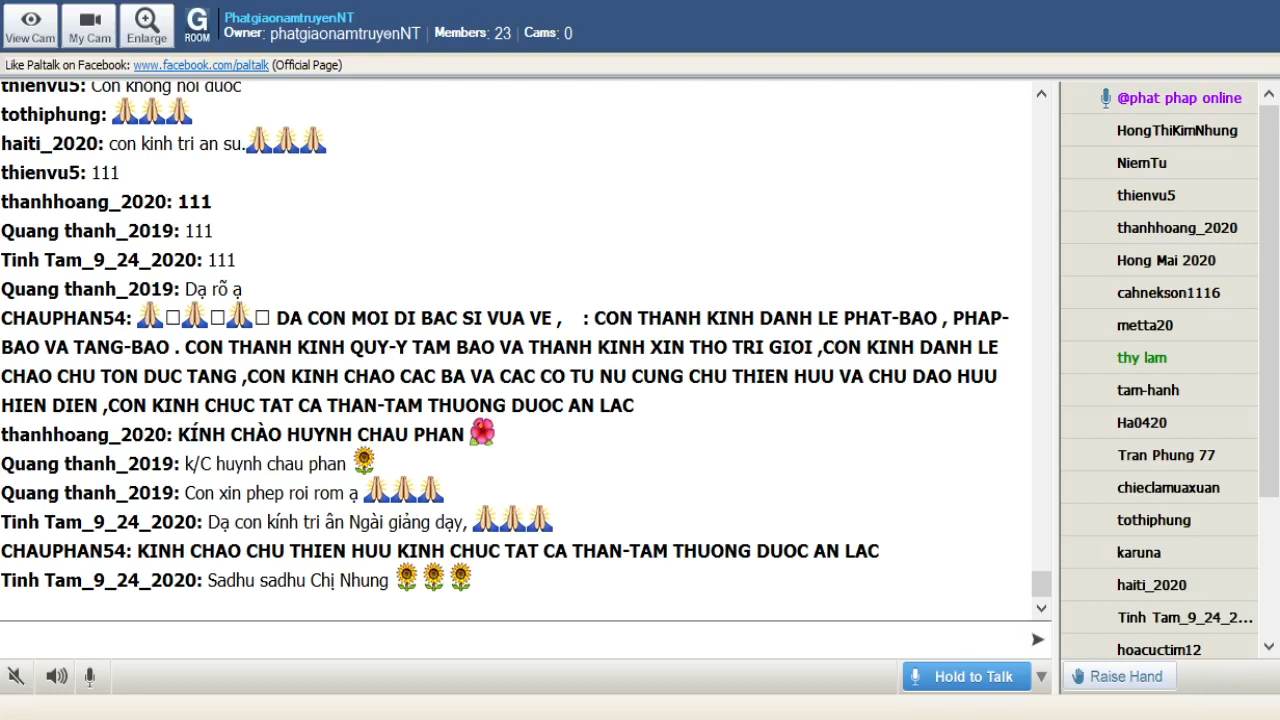 View Cam
My Cam
Enlarge
G
ROOM
PhatgiaonamtruyenNT
Owner: phatgiaonamtruyenNT | Members: 23 | Cams: 0
Like Paltalk on Facebook: www.facebook.com/paltalk (Official Page)
thienvu5: Con khong noi duoc
tothiphung:
haiti_2020: con kinh tri an su.
thienvu5: 111
thanhhoang_2020: 111
Quang thanh_2019: 111
Tinh Tam_9_24_2020: 111
Quang thanh_2019: Dạ rõ ạ
CHAUPHAN54: DA CON MOI DI BAC SI VUA VE , : CON THANH KINH DANH LE PHAT-BAO , PHAP-
BAO VA TANG-BAO . CON THANH KINH QUY-Y TAM BAO VA THANH KINH XIN THO TRI GIOI ,CON KINH DANH LE
CHAO CHU TON DUC TANG ,CON KINH CHAO CAC BA VA CAC CO TU NU CUNG CHU THIEN HUU VA CHU DAO HUU
HIEN DIEN ,CON KINH CHUC TAT CA THAN-TAM THUONG DUOC AN LAC
thanhhoang_2020: KÍNH CHÀO HUYNH CHAU PHAN
Quang thanh_2019: k/C huynh chau phan
Quang thanh_2019: Con xin phep roi rom ạ
Tinh Tam_9_24_2020: Dạ con kính tri ân Ngài giảng dạy,
CHAUPHAN54: KINH CHAO CHU THIEN HUU KINH CHUC TAT CA THAN-TAM THUONG DUOC AN LAC
Tinh Tam_9_24_2020: Sadhu sadhu Chị Nhung
@phat phap online
HongThiKimNhung
NiemTu
thienvu5
thanhhoang_2020
Hong Mai 2020
cahnekson1116
metta20
thy lam
tam-hanh
Ha0420
Tran Phung 77
chieclamuaxuan
tothiphung
karuna
haiti_2020
Tinh Tam_9_24_2...
hoacuctim12
Hold to Talk
Raise Hand